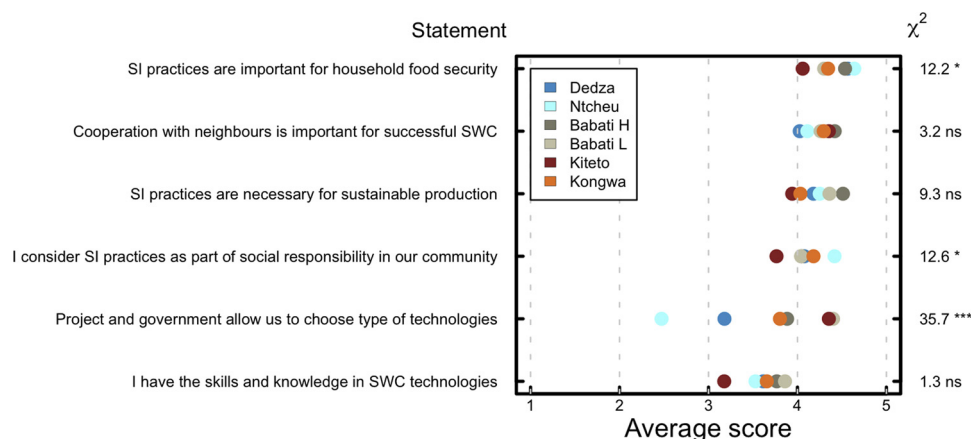 Statement
χ²
SI practices are important for household food security
12.2 *
Cooperation with neighbours is important for successful SWC
3.2 ns
SI practices are necessary for sustainable production
9.3 ns
I consider SI practices as part of social responsibility in our community
12.6 *
Project and government allow us to choose type of technologies
35.7 ***
I have the skills and knowledge in SWC technologies
1.3 ns
Dedza
Ntcheu
Babati H
Babati L
Kiteto
Kongwa
1 2 3 4 5
Average score